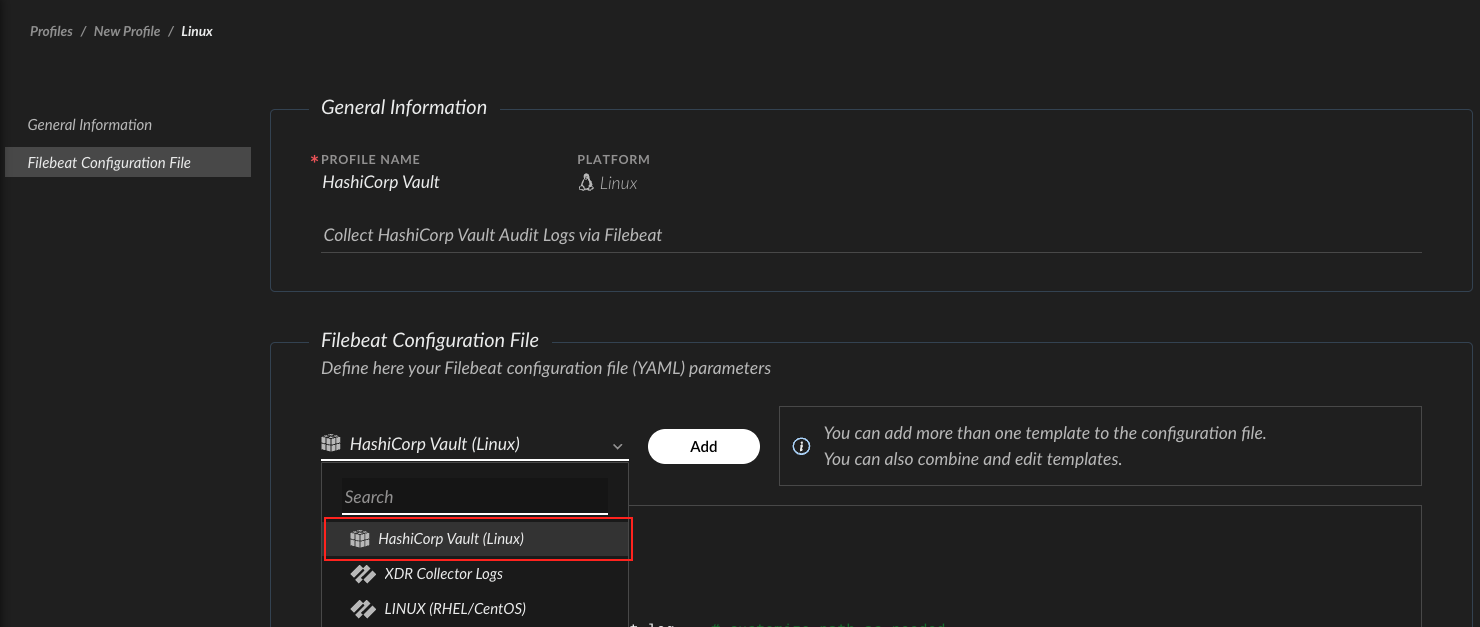 Profiles / New Profile / Linux
General Information
Filebeat Configuration File
General Information
* PROFILE NAME
HashiCorp Vault
PLATFORM
Linux
Collect HashiCorp Vault Audit Logs via Filebeat
Filebeat Configuration File
Define here your Filebeat configuration file (YAML) parameters
HashiCorp Vault (Linux)
Add
You can add more than one template to the configuration file.
You can also combine and edit templates.
Search
HashiCorp Vault (Linux)
XDR Collector Logs
LINUX (RHEL/CentOS)